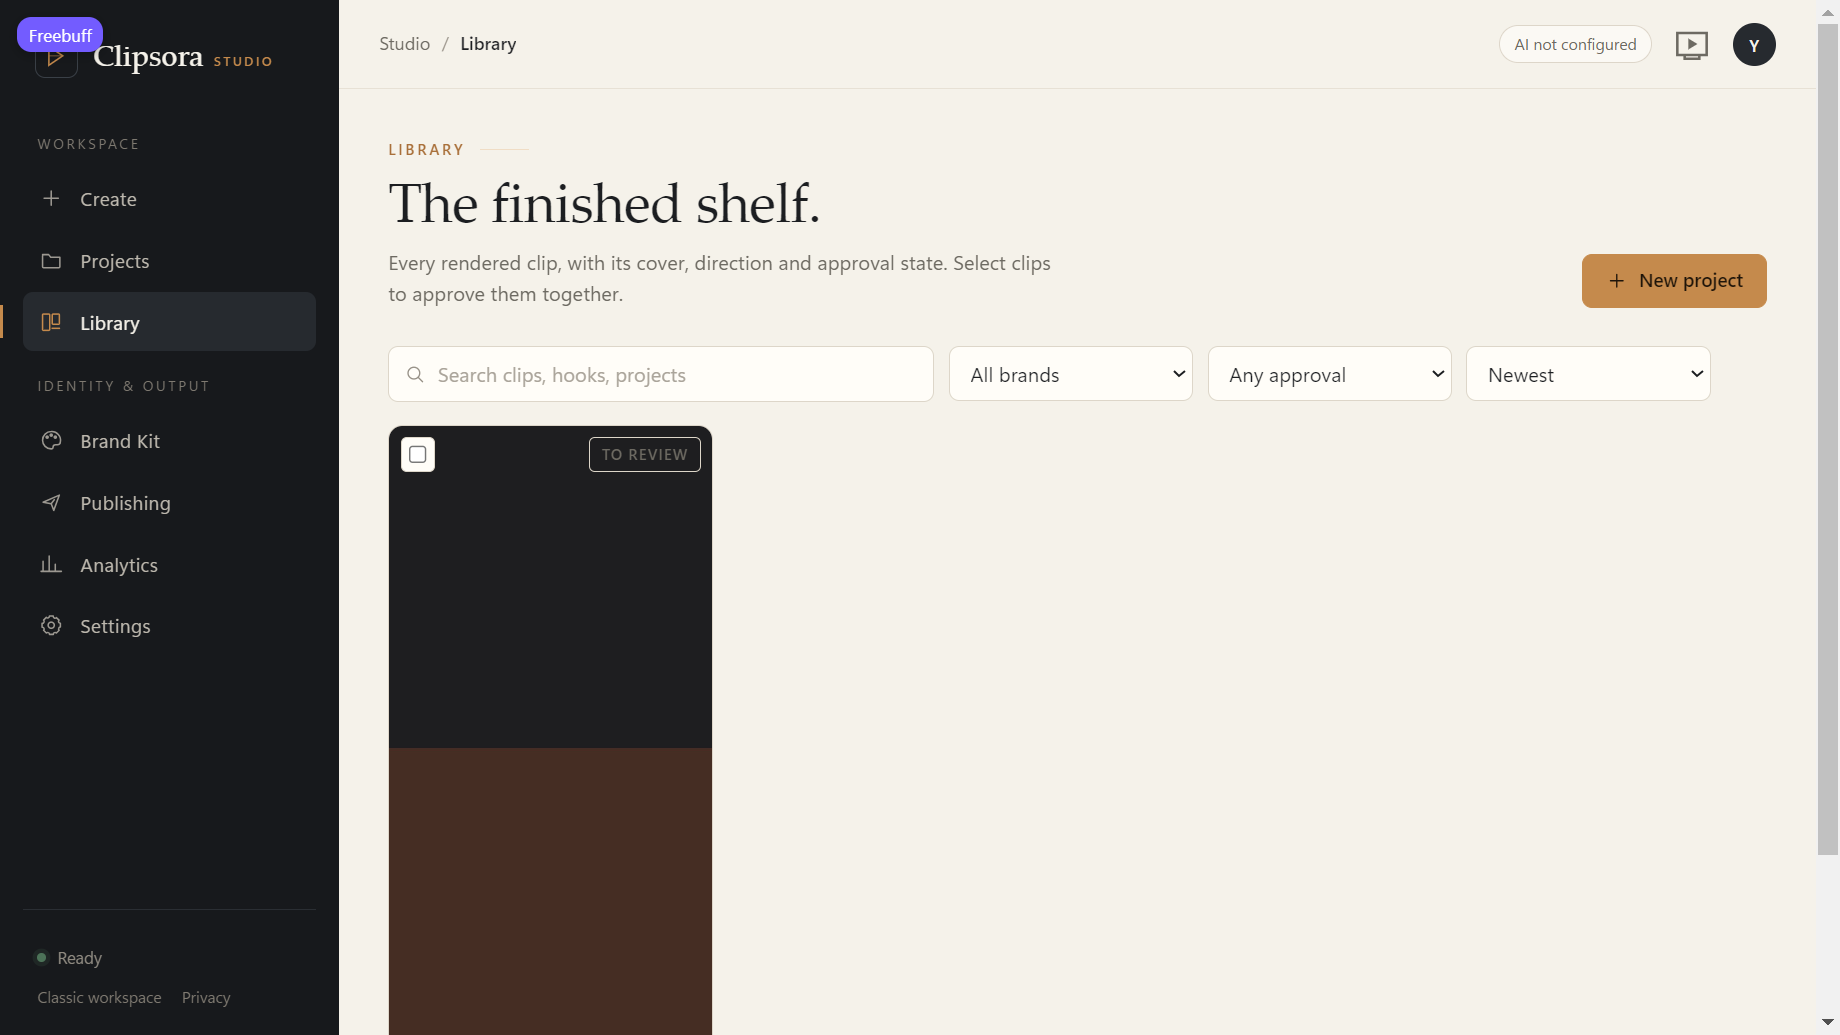 Freebuff
Clipsora STUDIO
WORKSPACE
Create
Projects
Library
IDENTITY & OUTPUT
Brand Kit
Publishing
Analytics
Settings
Ready
Classic workspace Privacy
Studio / Library
AI not configured
Y
LIBRARY
The finished shelf.
Every rendered clip, with its cover, direction and approval state. Select clips
to approve them together.
New project
Search clips, hooks, projects
All brands
Any approval
Newest
TO REVIEW